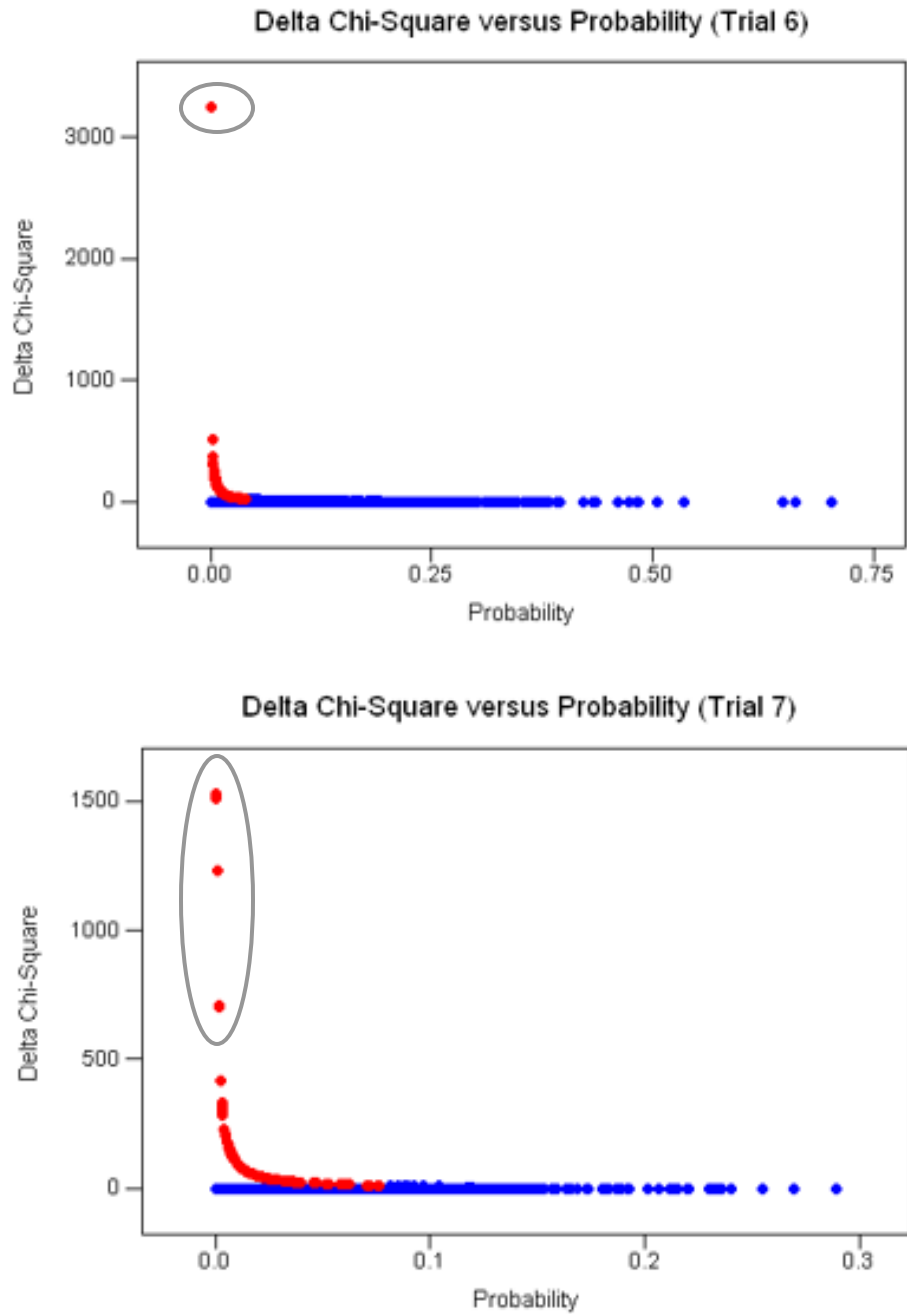 Delta Chi-Square versus Probability (Trial 6)
3000
2000
1000
0
Delta Chi-Square
0.00 0.25 0.50 0.75
Probability
Delta Chi-Square versus Probability (Trial 7)
1500
1000
500
0
Delta Chi-Square
0.0 0.1 0.2 0.3
Probability